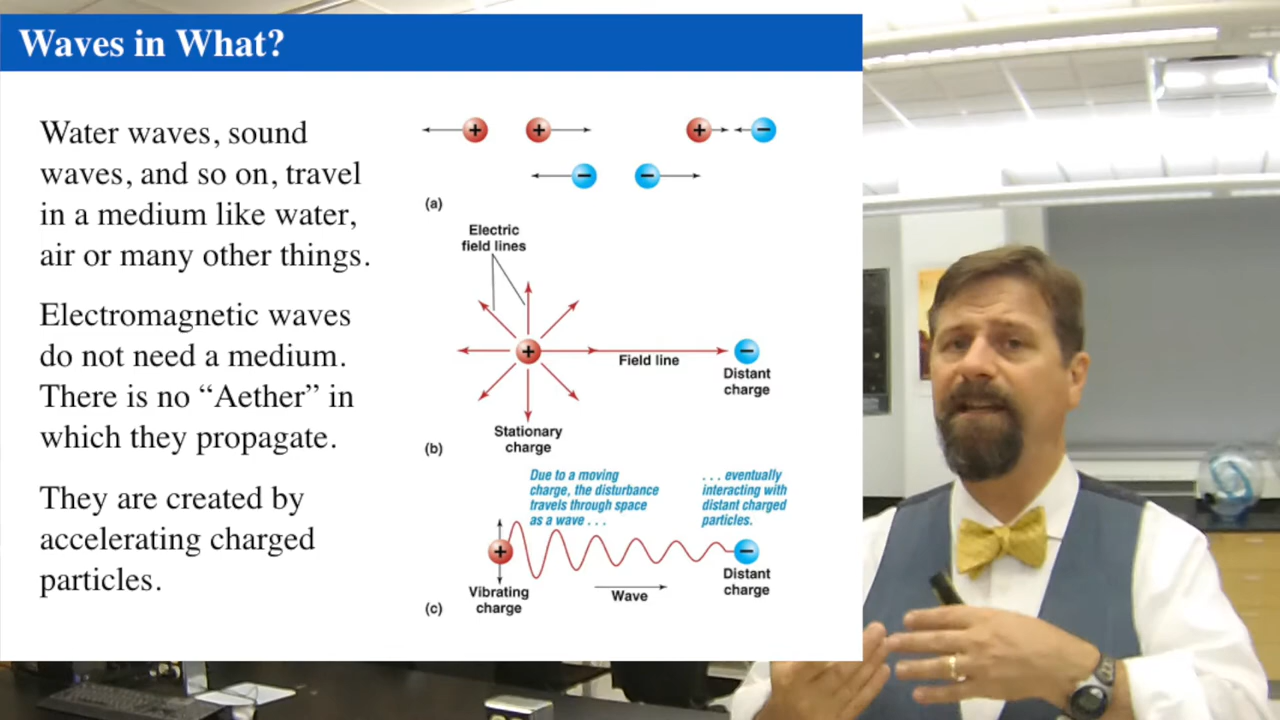 Waves in What?
Water waves, sound
waves, and so on, travel
in a medium like water,
air or many other things.
Electromagnetic waves
do not need a medium.
There is no “Aether” in
which they propagate.
They are created by
accelerating charged
particles.
+ + + −
− −
(a)
Electric
field lines
+ −
Field line
Distant
charge
Stationary
charge
(b)
Due to a moving
charge, the disturbance
travels through space
as a wave . . .
. . . eventually
interacting with
distant charged
particles.
+ −
Vibrating
charge
Wave
Distant
charge
(c)